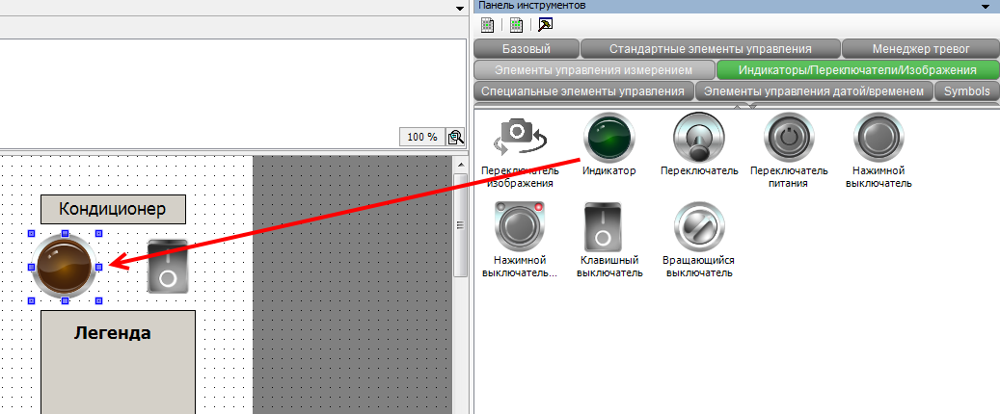 Панель инструментов
Базовый
Стандартные элементы управления
Менеджер тревог
Элементы управления измерением
Индикаторы/Переключатели/Изображения
Специальные элементы управления
Элементы управления датой/временем
Symbols
100 %
Переключатель
изображения
Индикатор
Переключатель
Переключатель
питания
Нажимной
выключатель
Нажимной
выключатель...
Клавишный
выключатель
Вращающийся
выключатель
Кондиционер
Легенда